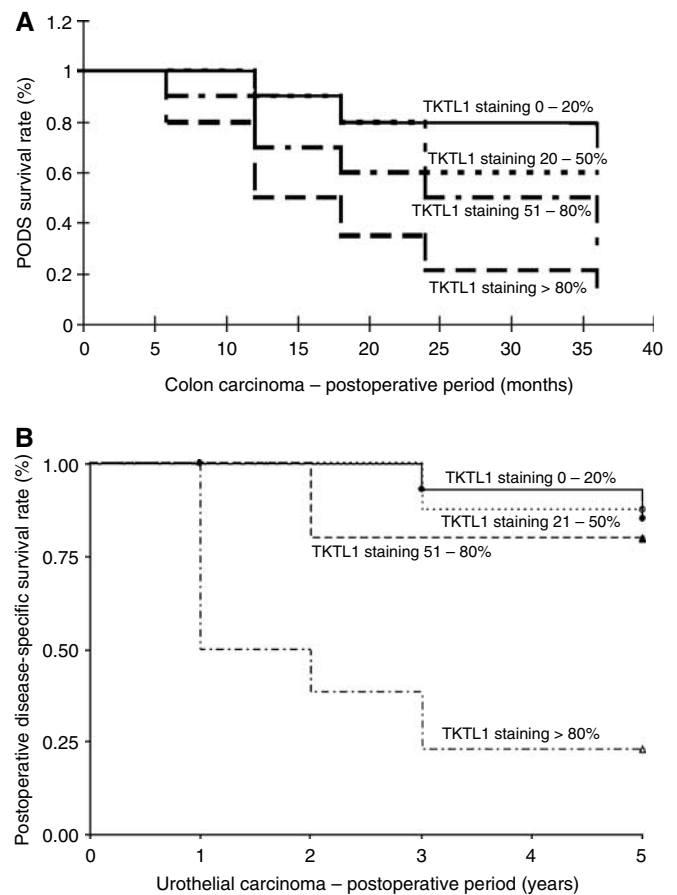 A
PODS survival rate (%)
1.2
1
0.8
0.6
0.4
0.2
0
TKTL1 staining 0 – 20%
TKTL1 staining 20 – 50%
TKTL1 staining 51 – 80%
TKTL1 staining > 80%
0 5 10 15 20 25 30 35 40
Colon carcinoma – postoperative period (months)
B
Postoperative disease-specific survival rate (%)
1.00
0.75
0.50
0.25
0.00
TKTL1 staining 0 – 20%
TKTL1 staining 21 – 50%
TKTL1 staining 51 – 80%
TKTL1 staining > 80%
0 1 2 3 4 5
Urothelial carcinoma – postoperative period (years)